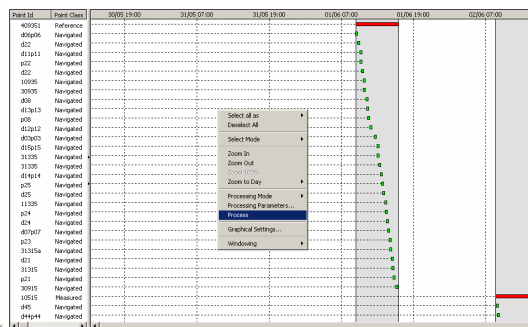 Point Id Point Class 30/05 19:00 31/05 07:00 31/05 19:00 01/06 07:00 01/06 19:00 02/06 07:00
409351 Reference
d06p06 Navigated
d22 Navigated
d11p11 Navigated
p22 Navigated
d22 Navigated
10935 Navigated
30935 Navigated
d08 Navigated
d13p13 Navigated
p08 Navigated
d12p12 Navigated
d03p03 Navigated
d15p15 Navigated
31335 Navigated
31335 Navigated
d14p14 Navigated
p25 Navigated
d25 Navigated
11335 Navigated
p24 Navigated
d24 Navigated
d07p07 Navigated
p23 Navigated
31315a Navigated
d21 Navigated
31315 Navigated
p21 Navigated
30915 Navigated
10515 Measured
d45 Navigated
d44p44 Navigated
Select all as
Deselect All
Select Mode
Zoom In
Zoom Out
Zoom 100%
Zoom to Day
Processing Mode
Processing Parameters...
Process
Graphical Settings...
Windowing